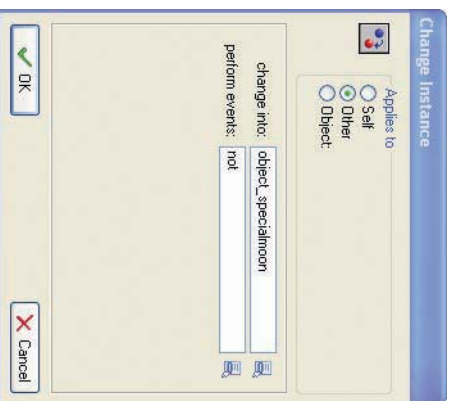 Change Instance
Applies to
Self
Other
Object:
change into: object_specialmoon
perform events: not
OK Cancel